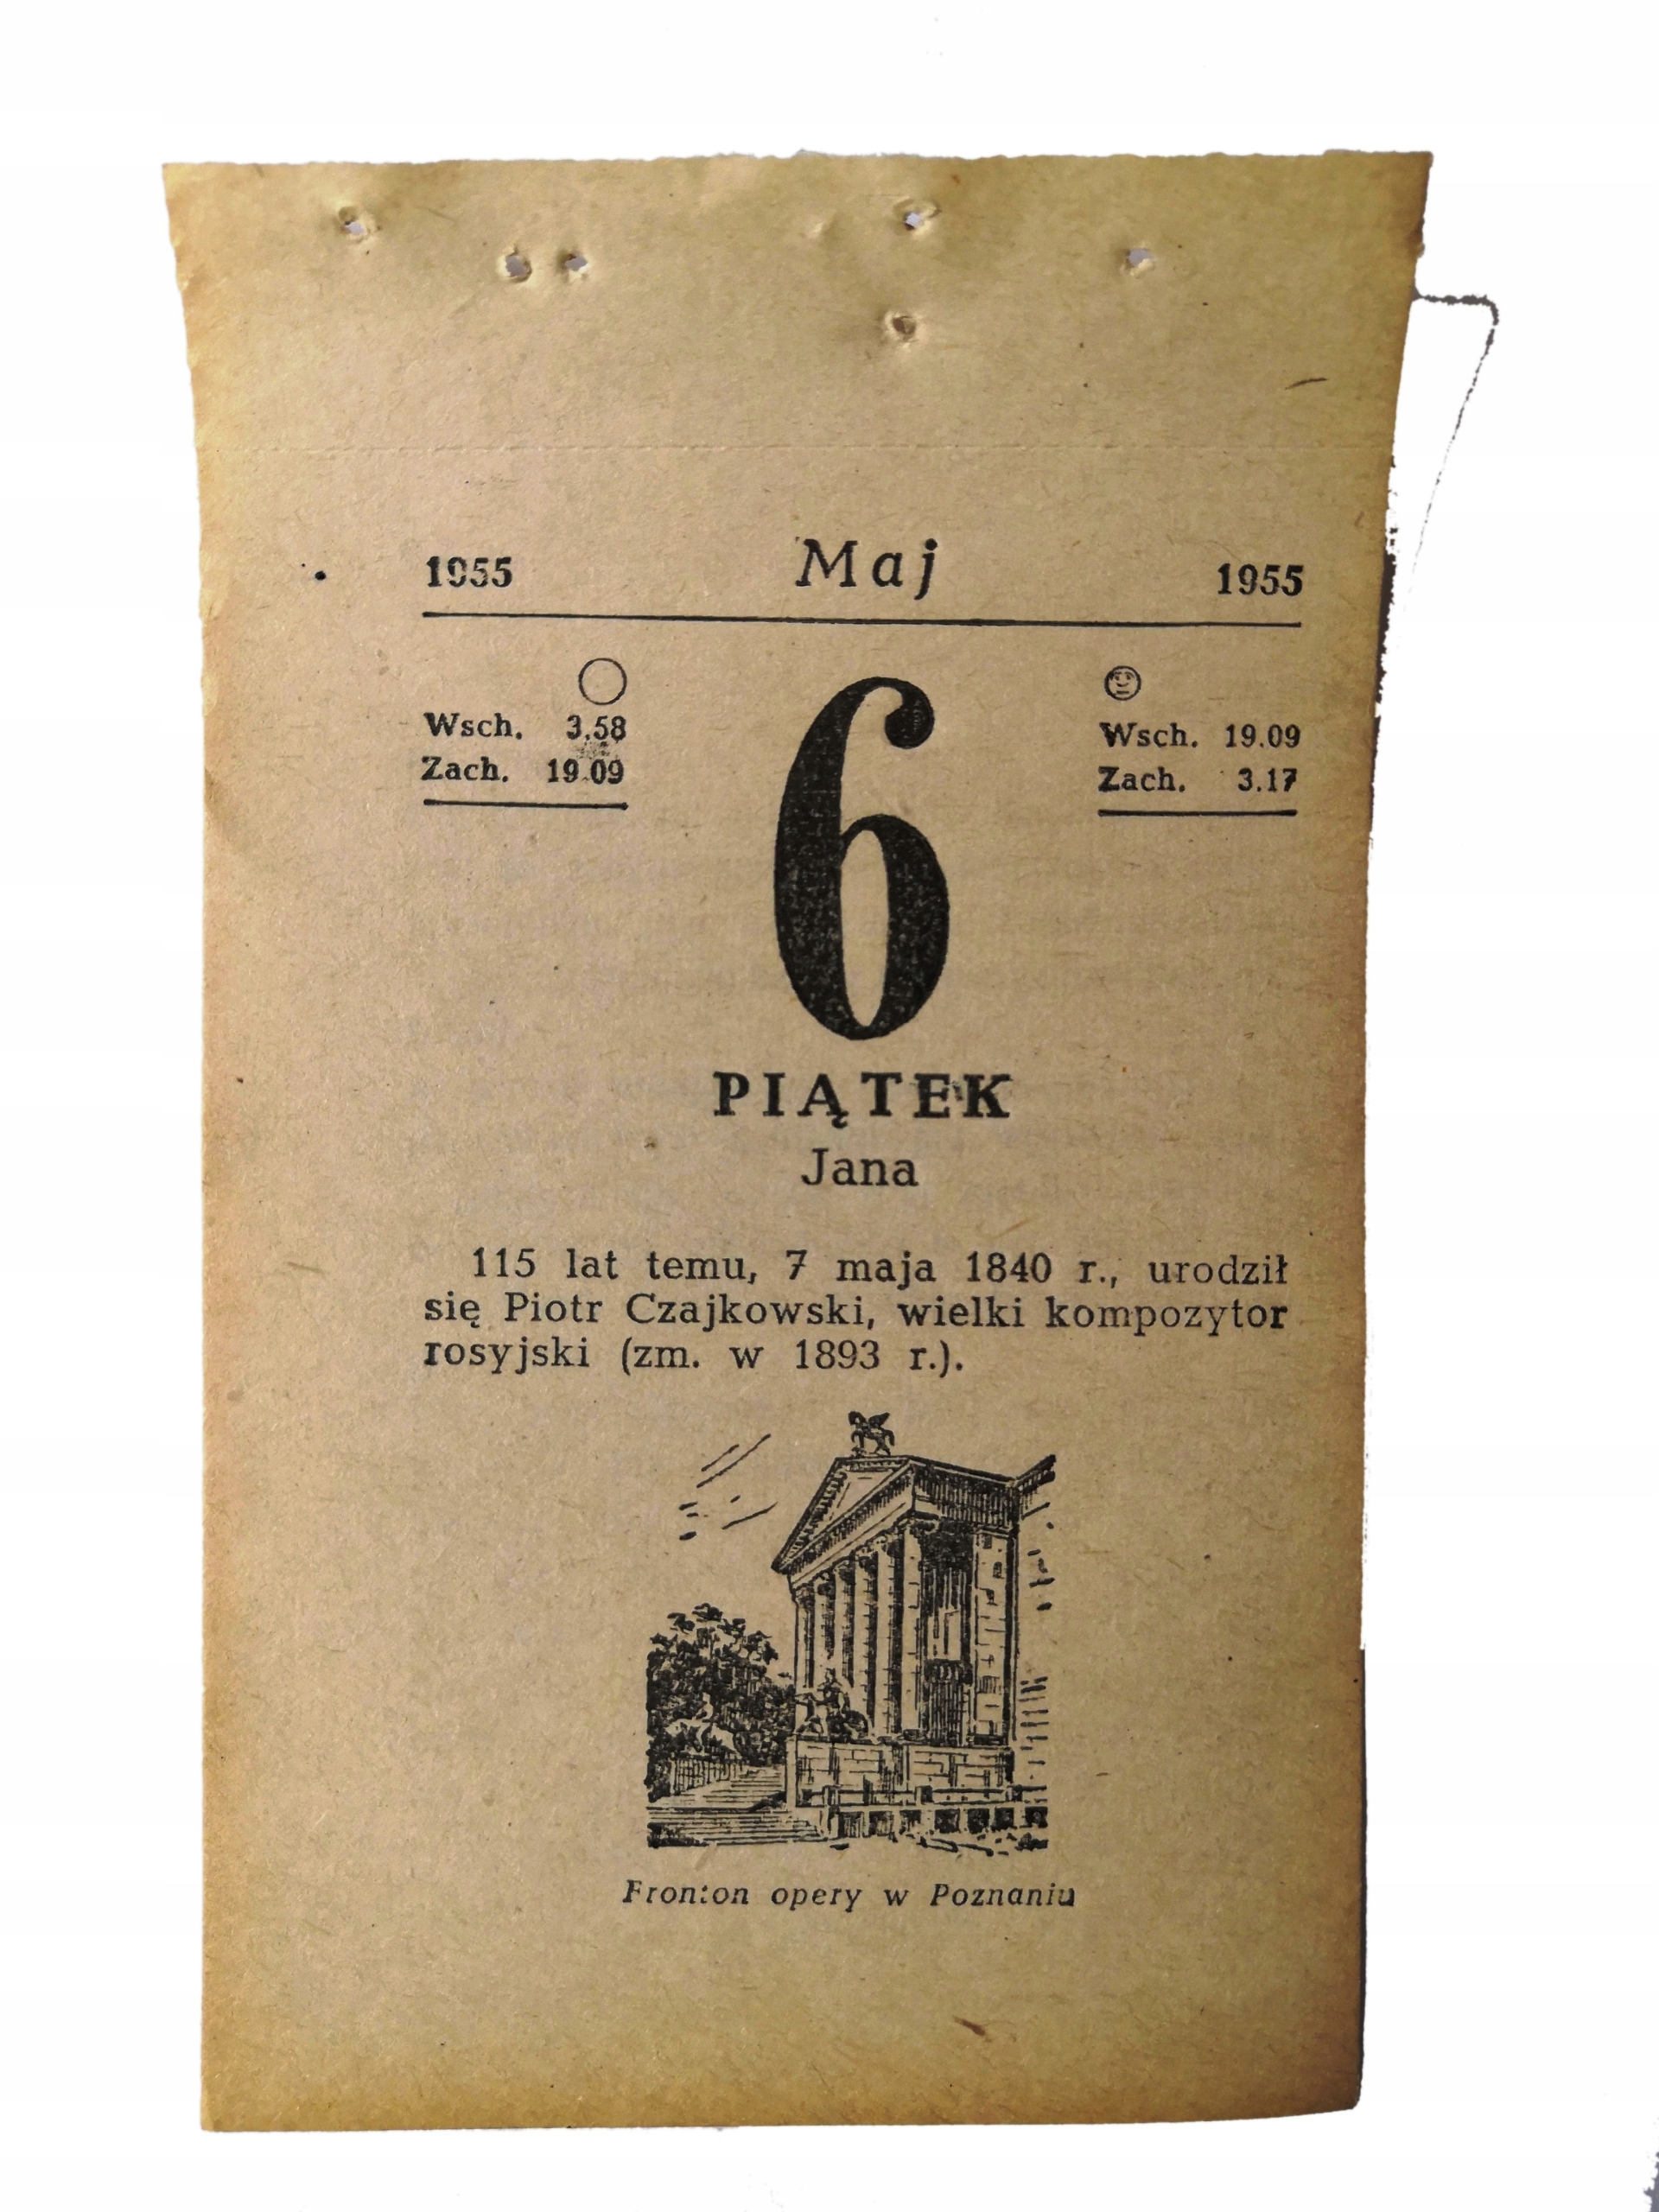 1955 Maj 1955
Wsch. 3.58
Zach. 19.09
6
Wsch. 19.09
Zach. 3.17
PIĄTEK
Jana
115 lat temu, 7 maja 1840 r., urodził
się Piotr Czajkowski, wielki kompozytor
rosyjski (zm. w 1893 r.).
Fronton opery w Poznaniu